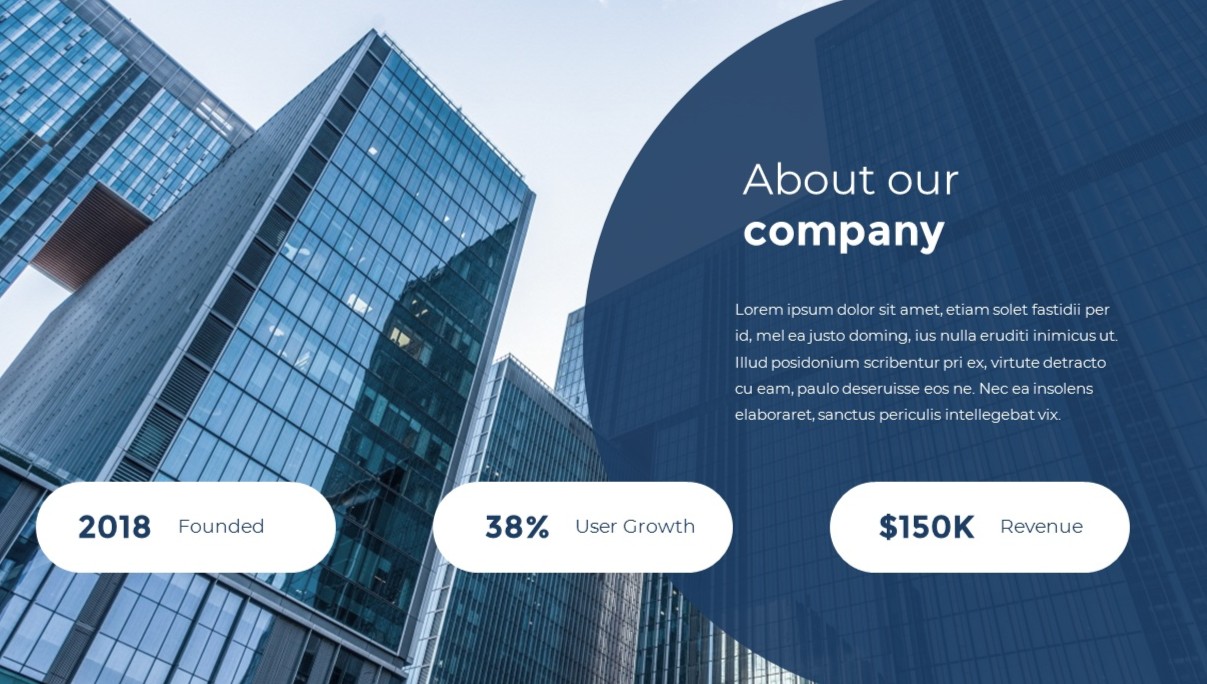 About our
company
Lorem ipsum dolor sit amet, etiam solet fastidii per
id, mel ea justo doming, ius nulla eruditi inimicus ut.
Illud posidonium scribentur pri ex, virtute detracto
cu eam, paulo deseruisse eos ne. Nec ea insolens
elaboraret, sanctus periculis intellegebat vix.
2018 Founded
38% User Growth
$150K Revenue